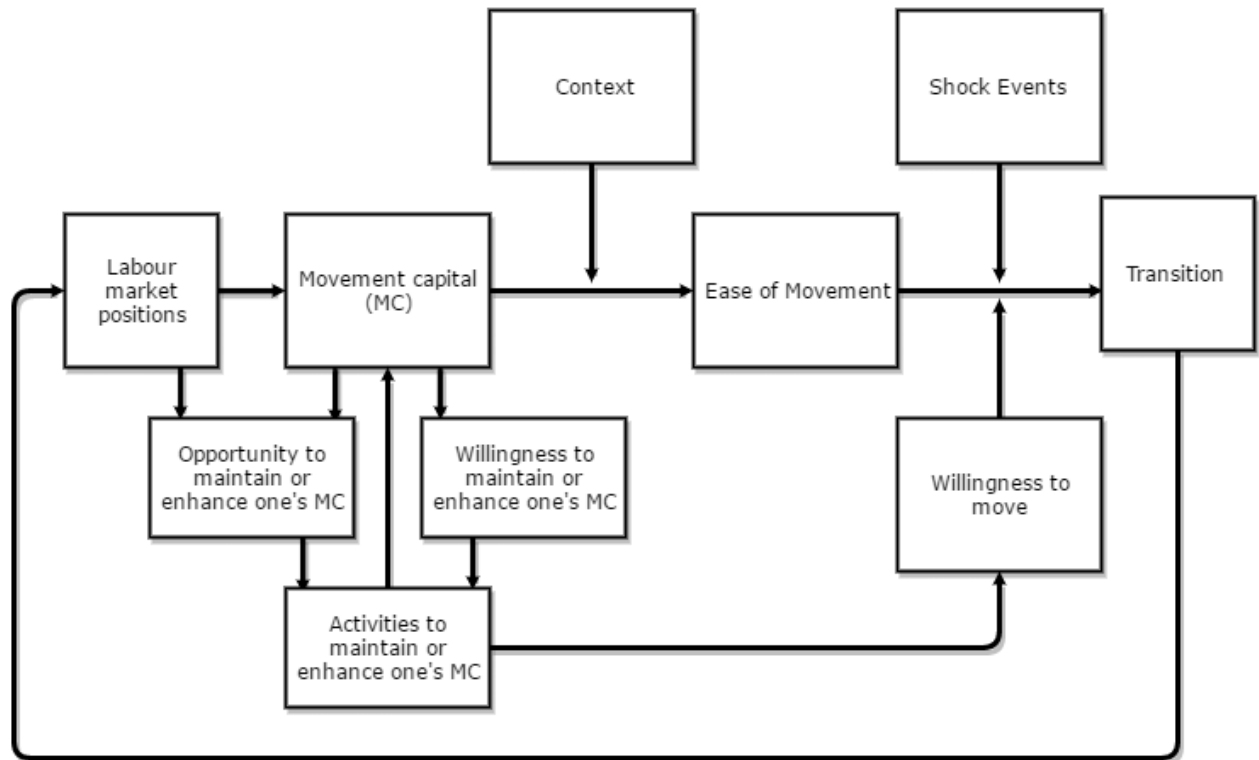 Context
Shock Events
Labour
market
positions
Movement capital
(MC)
Ease of Movement
Transition
Opportunity to
maintain or
enhance one's MC
Willingness to
maintain or
enhance one's MC
Willingness to
move
Activities to
maintain or
enhance one's MC